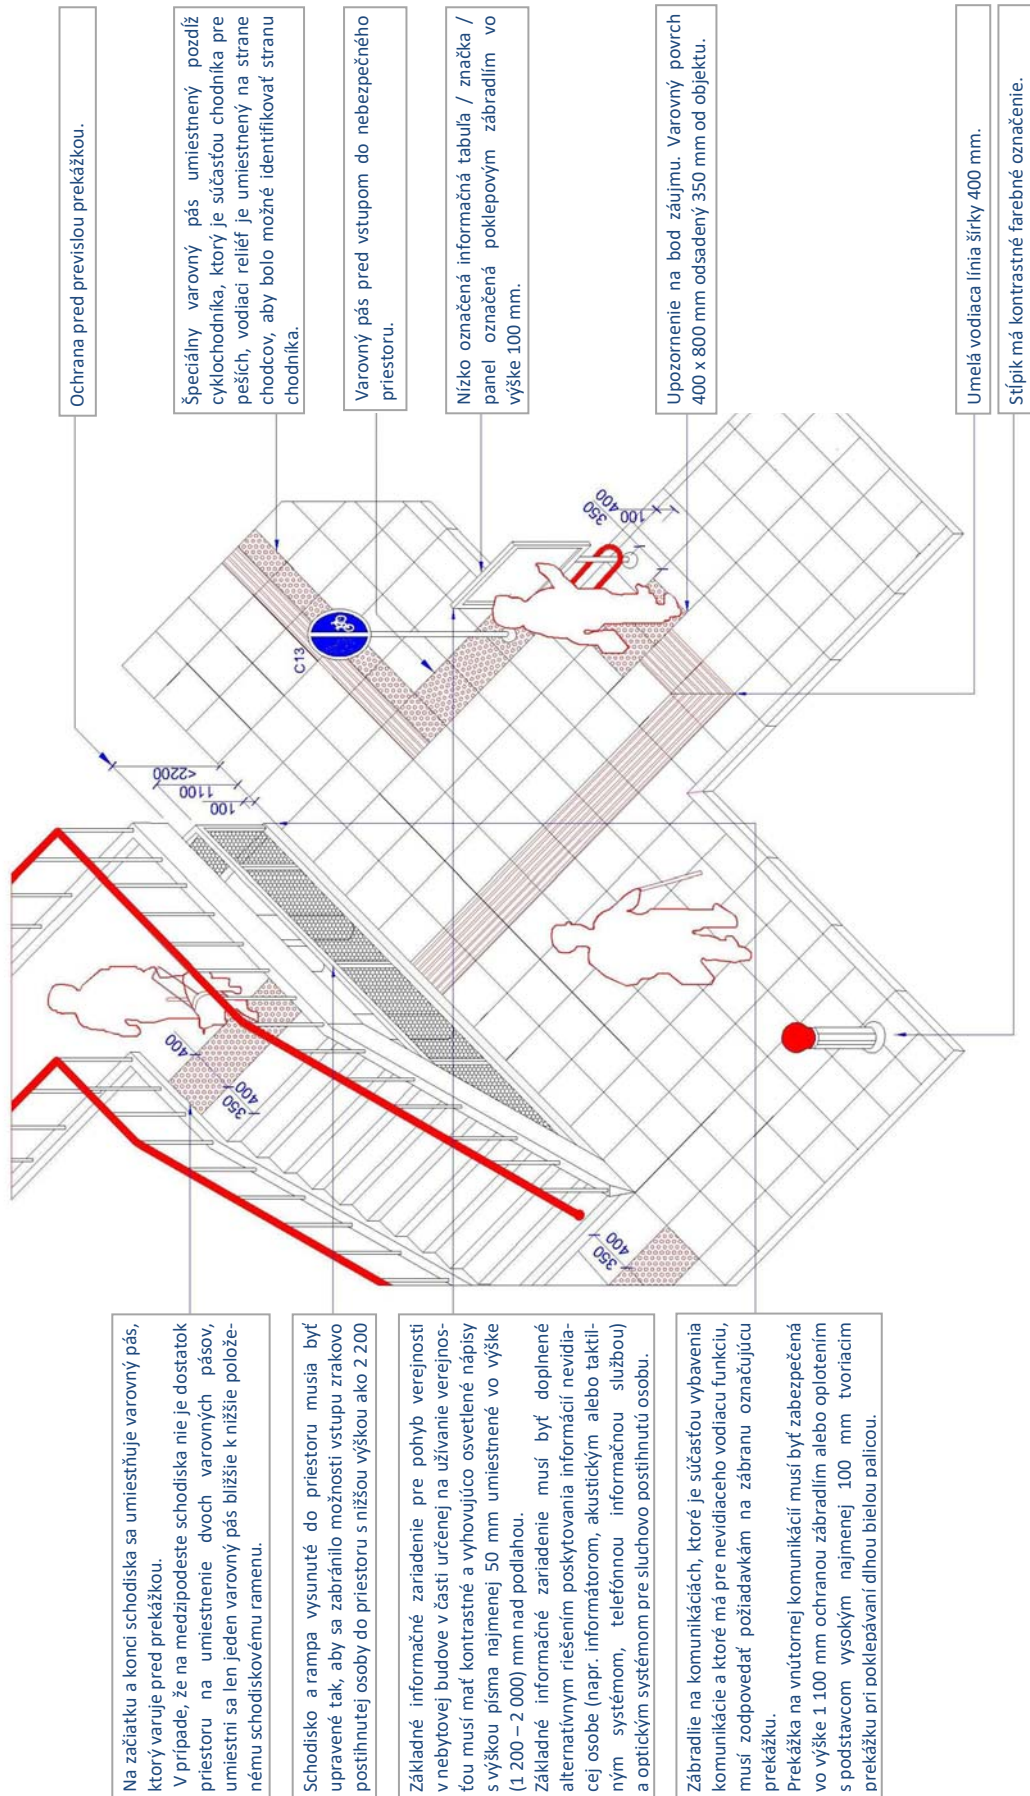 Na začiatku a konci schodiska sa umiestňuje varovný pás,
ktorý varuje pred prekážkou.
V prípade, že na medzipodeste schodiska nie je dostatok
priestoru na umiestnenie dvoch varovných pásov,
umiestni sa len jeden varovný pás bližšie k nižšie polože-
nému schodiskovému ramenu.
Schodisko a rampa vysunuté do priestoru musia byť
upravené tak, aby sa zabránilo možnosti vstupu zrakovo
postihnutej osoby do priestoru s nižšou výškou ako 2 200
Základné informačné zariadenie pre pohyb verejnosti
v nebytovej budove v časti určenej na užívanie verejnos-
ťou musí mať kontrastné a vyhovujúco osvetlené nápisy
s výškou písma najmenej 50 mm umiestnené vo výške
(1 200 – 2 000) mm nad podlahou.
Základné informačné zariadenie musí byť doplnené
alternatívnym riešením poskytovania informácií nevidia-
cej osobe (napr. informátorom, akustickým alebo taktil-
ným systémom, telefónnou informačnou službou)
a optickým systémom pre sluchovo postihnutú osobu.
Zábradlie na komunikáciách, ktoré je súčasťou vybavenia
komunikácie a ktoré má pre nevidiaceho vodiacu funkciu,
musí zodpovedať požiadavkám na zábranu označujúcu
prekážku.
Prekážka na vnútornej komunikácií musí byť zabezpečená
vo výške 1 100 mm ochranou zábradlím alebo oplotením
s podstavcom vysokým najmenej 100 mm tvoriacim
prekážku pri poklepávaní dlhou bielou palicou.
400
400
350
350
400
<2200
1100
100
C13
350
400
100
Ochrana pred previslou prekážkou.
Špeciálny varovný pás umiestnený pozdíž
cyklochodníka, ktorý je súčasťou chodníka pre
peších, vodiaci reliéf je umiestnený na strane
chodcov, aby bolo možné identifikovať stranu
chodníka.
Varovný pás pred vstupom do nebezpečného
priestoru.
Nízko označená informačná tabuľa / značka /
panel označená poklepovým zábradlím vo
výške 100 mm.
Upozornenie na bod záujmu. Varovný povrch
400 x 800 mm odsadený 350 mm od objektu.
Umelá vodiaca línia šírky 400 mm.
Stĺpik má kontrastné farebné označenie.